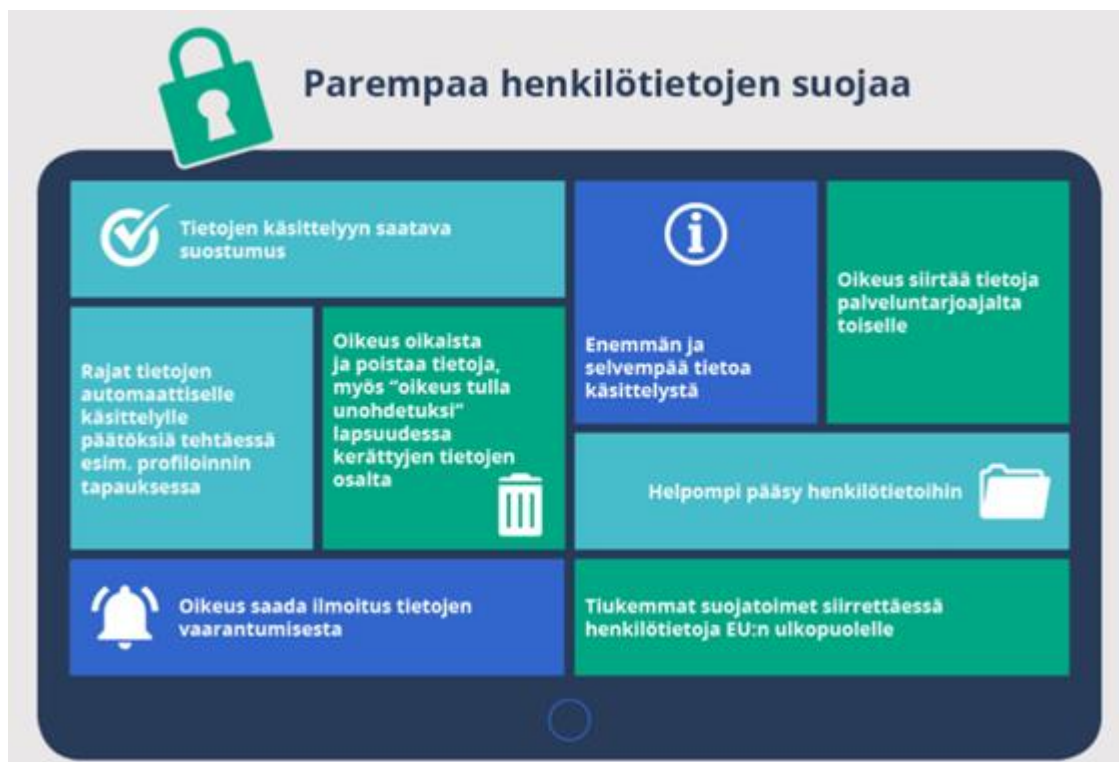 Parempaa henkilötietojen suojaa
Tietojen käsittelyyn saatava
suostumus
Rajat tietojen
automaattiselle
käsittelylle
päätöksiä tehtäessä
esim. profiloinnin
tapauksessa
Oikeus oikaista
ja poistaa tietoja,
myös “oikeus tulla
unohdetuksi”
lapsuudessa
kerättyjen tietojen
osalta
Oikeus saada ilmoitus tietojen
vaarantumisesta
Enemmän ja
selvempää tietoa
käsittelystä
Oikeus siirtää tietoja
palveluntarjoajalta
toiselle
Helpompi pääsy henkilötietoihin
Tiukemmat suojatoimet siirrettäessä
henkilötietoja EU:n ulkopuolelle